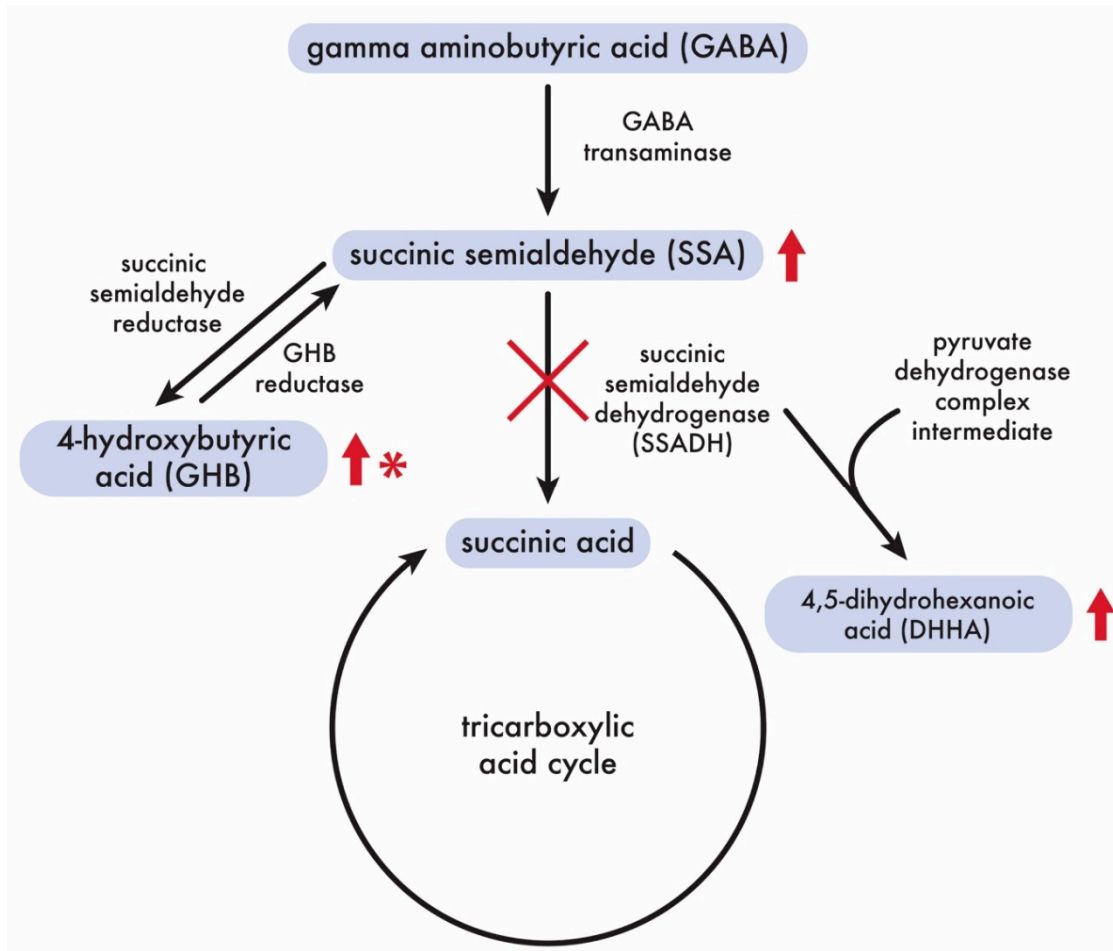 gamma aminobutyric acid (GABA)
GABA
transaminase
succinic semialdehyde (SSA)
succinic
semialdehyde
reductase
GHB
reductase
4-hydroxybutyric
acid (GHB)
*
succinic
semialdehyde
dehydrogenase
(SSADH)
pyruvate
dehydrogenase
complex
intermediate
succinic acid
4,5-dihydrohexanoic
acid (DHHA)
tricarboxylic
acid cycle